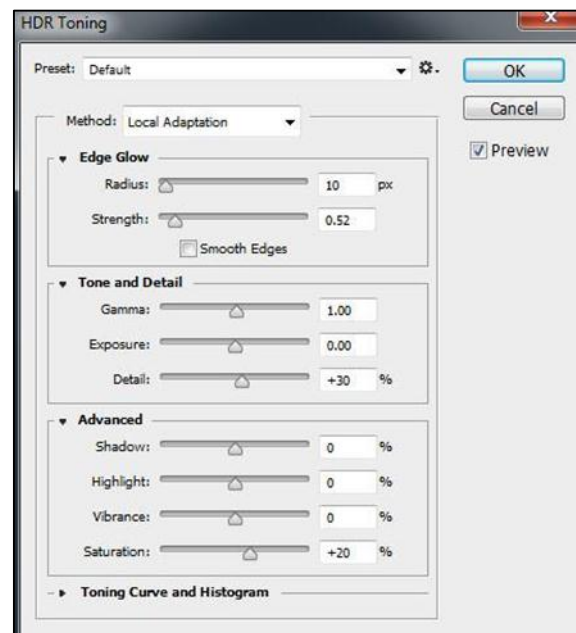 HDR Toning
Preset: Default
OK
Cancel
Preview
Method: Local Adaptation
Edge Glow
Radius: 10 px
Strength: 0.52
Smooth Edges
Tone and Detail
Gamma: 1.00
Exposure: 0.00
Detail: +30 %
Advanced
Shadow: 0 %
Highlight: 0 %
Vibrance: 0 %
Saturation: +20 %
Toning Curve and Histogram